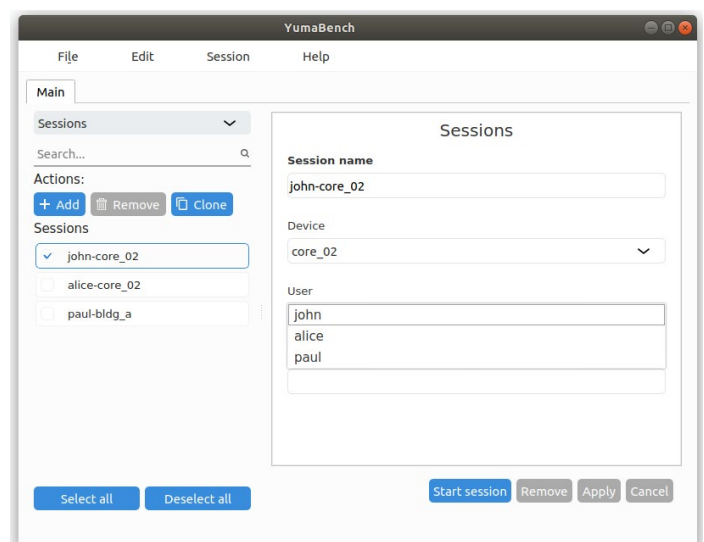 YumaBench
File Edit Session Help
Main
Sessions
Search...
Actions:
+ Add Remove Clone
Sessions
john-core_02
alice-core_02
paul-bldg_a
Select all Deselect all
Sessions
Session name
john-core_02
Device
core_02
User
john
alice
paul
Start session Remove Apply Cancel